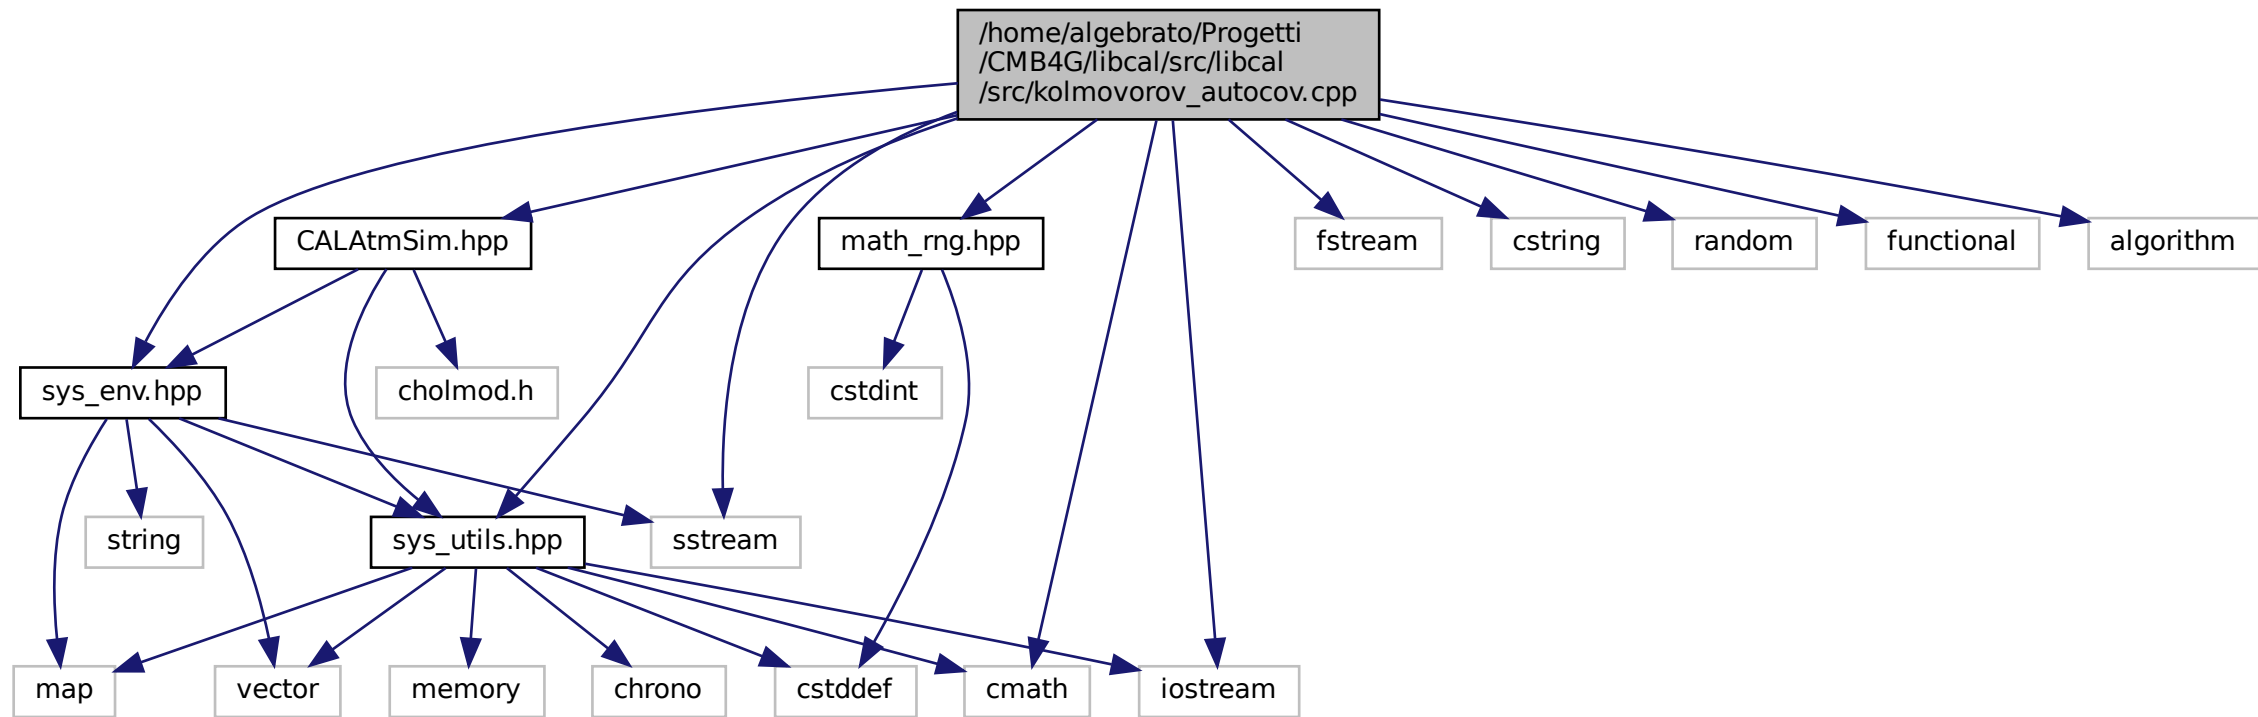 /home/algebrato/Progetti
/CMB4G/libcal/src/libcal
/src/kolmovorov_autocov.cpp
CALAtmSim.hpp
math_rng.hpp
fstream
cstring
random
functional
algorithm
sys_env.hpp
cholmod.h
cstdint
string
sys_utils.hpp
sstream
map
vector
memory
chrono
cstddef
cmath
iostream